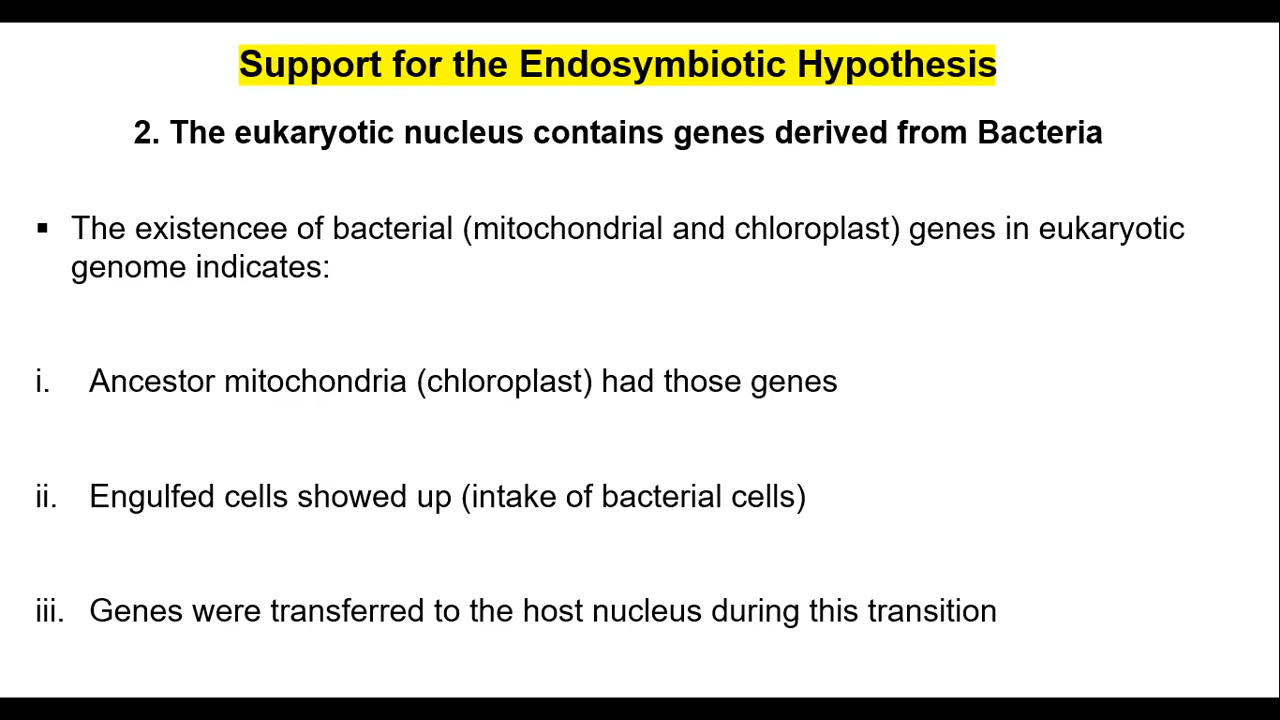 Support for the Endosymbiotic Hypothesis
2. The eukaryotic nucleus contains genes derived from Bacteria
▪ The existencee of bacterial (mitochondrial and chloroplast) genes in eukaryotic
genome indicates:
i. Ancestor mitochondria (chloroplast) had those genes
ii. Engulfed cells showed up (intake of bacterial cells)
iii. Genes were transferred to the host nucleus during this transition